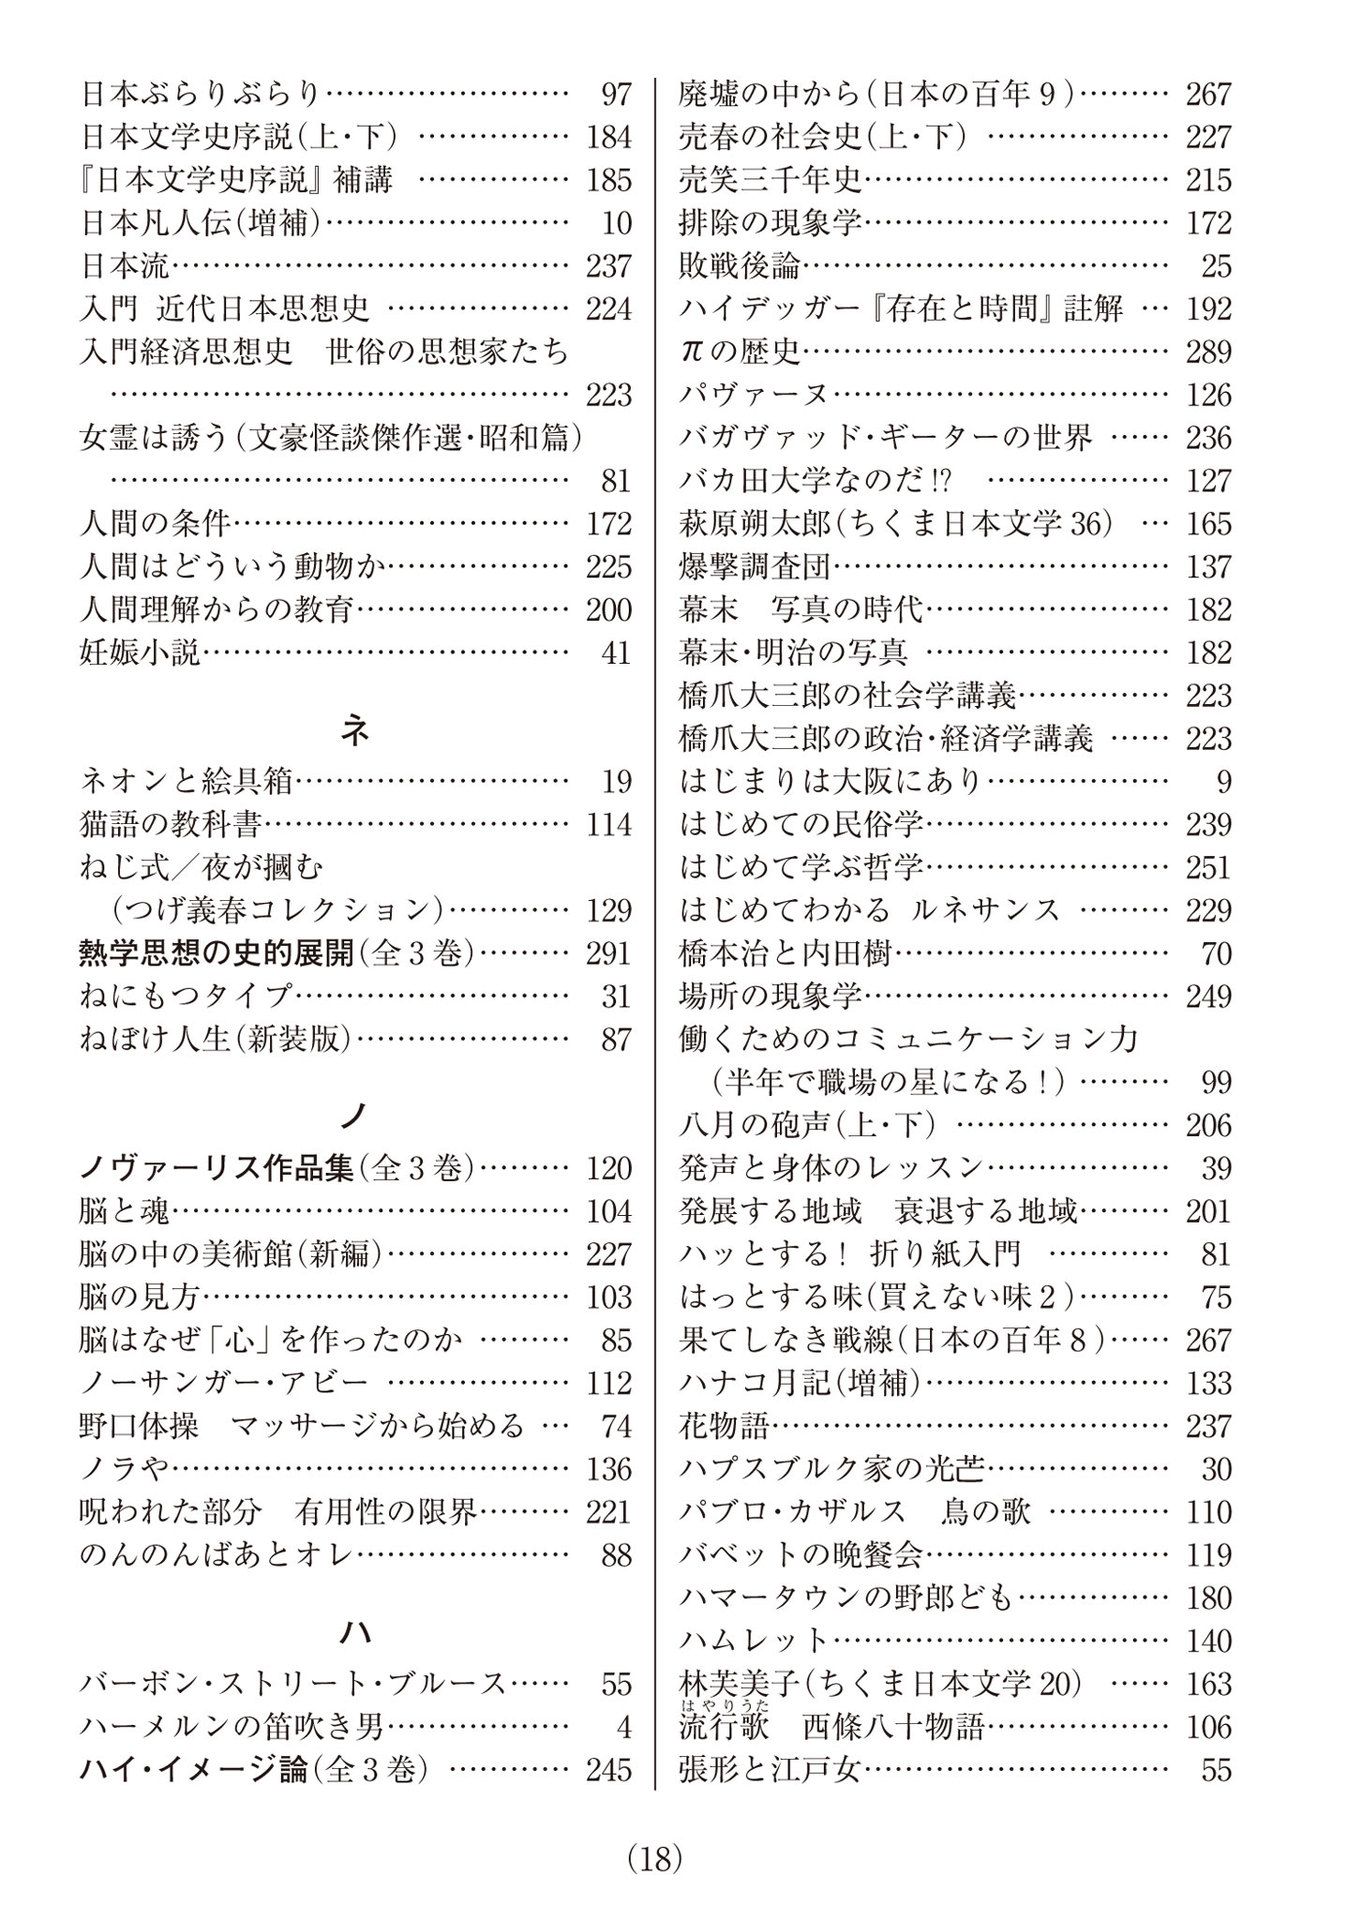 日本ぶらりぶらり…………………… 97
日本文学史序説(上・下) …………… 184
『日本文学史序説』補講 …………… 185
日本凡人伝(増補)…………………… 10
日本流………………………………… 237
入門 近代日本思想史 ……………… 224
入門経済思想史　世俗の思想家たち
……………………………………… 223
女霊は誘う(文豪怪談傑作選・昭和篇)
……………………………………… 81
人間の条件…………………………… 172
人間はどういう動物か……………… 225
人間理解からの教育………………… 200
妊娠小説……………………………… 41
ネ
ネオンと絵具箱……………………… 19
猫語の教科書………………………… 114
ねじ式／夜が摑む
(つげ義春コレクション)………… 129
熱学思想の史的展開(全３巻)……… 291
ねにもつタイプ……………………… 31
ねぼけ人生(新装版)………………… 87
ノ
ノヴァーリス作品集(全３巻)……… 120
脳と魂………………………………… 104
脳の中の美術館(新編)……………… 227
脳の見方……………………………… 103
脳はなぜ「心」を作ったのか ……… 85
ノーサンガー・アビー ……………… 112
野口体操　マッサージから始める … 74
ノラや………………………………… 136
呪われた部分　有用性の限界……… 221
のんのんばあとオレ………………… 88
ハ
バーボン・ストリート・ブルース…… 55
ハーメルンの笛吹き男……………… 4
ハイ・イメージ論(全３巻) ………… 245
廃墟の中から(日本の百年９)……… 267
売春の社会史(上・下) ……………… 227
売笑三千年史………………………… 215
排除の現象学………………………… 172
敗戦後論……………………………… 25
ハイデッガー『存在と時間』註解 … 192
πの歴史……………………………… 289
パヴァーヌ…………………………… 126
バガヴァッド・ギーターの世界 …… 236
バカ田大学なのだ!? ……………… 127
萩原朔太郎(ちくま日本文学36) … 165
爆撃調査団…………………………… 137
幕末　写真の時代…………………… 182
幕末・明治の写真 …………………… 182
橋爪大三郎の社会学講義…………… 223
橋爪大三郎の政治・経済学講義 …… 223
はじまりは大阪にあり……………… 9
はじめての民俗学…………………… 239
はじめて学ぶ哲学…………………… 251
はじめてわかる ルネサンス ……… 229
橋本治と内田樹……………………… 70
場所の現象学………………………… 249
働くためのコミュニケーション力
(半年で職場の星になる！) ……… 99
八月の砲声(上・下) ………………… 206
発声と身体のレッスン……………… 39
発展する地域　衰退する地域……… 201
ハッとする！ 折り紙入門 ………… 81
はっとする味(買えない味２)……… 75
果てしなき戦線(日本の百年８)…… 267
ハナコ月記(増補)…………………… 133
花物語………………………………… 237
ハプスブルク家の光芒……………… 30
パブロ・カザルス　鳥の歌 ………… 110
バベットの晩餐会…………………… 119
ハマータウンの野郎ども…………… 180
ハムレット…………………………… 140
林芙美子(ちくま日本文学20) …… 163
はやりうた
流行歌　西條八十物語……………… 106
張形と江戸女………………………… 55
(18)